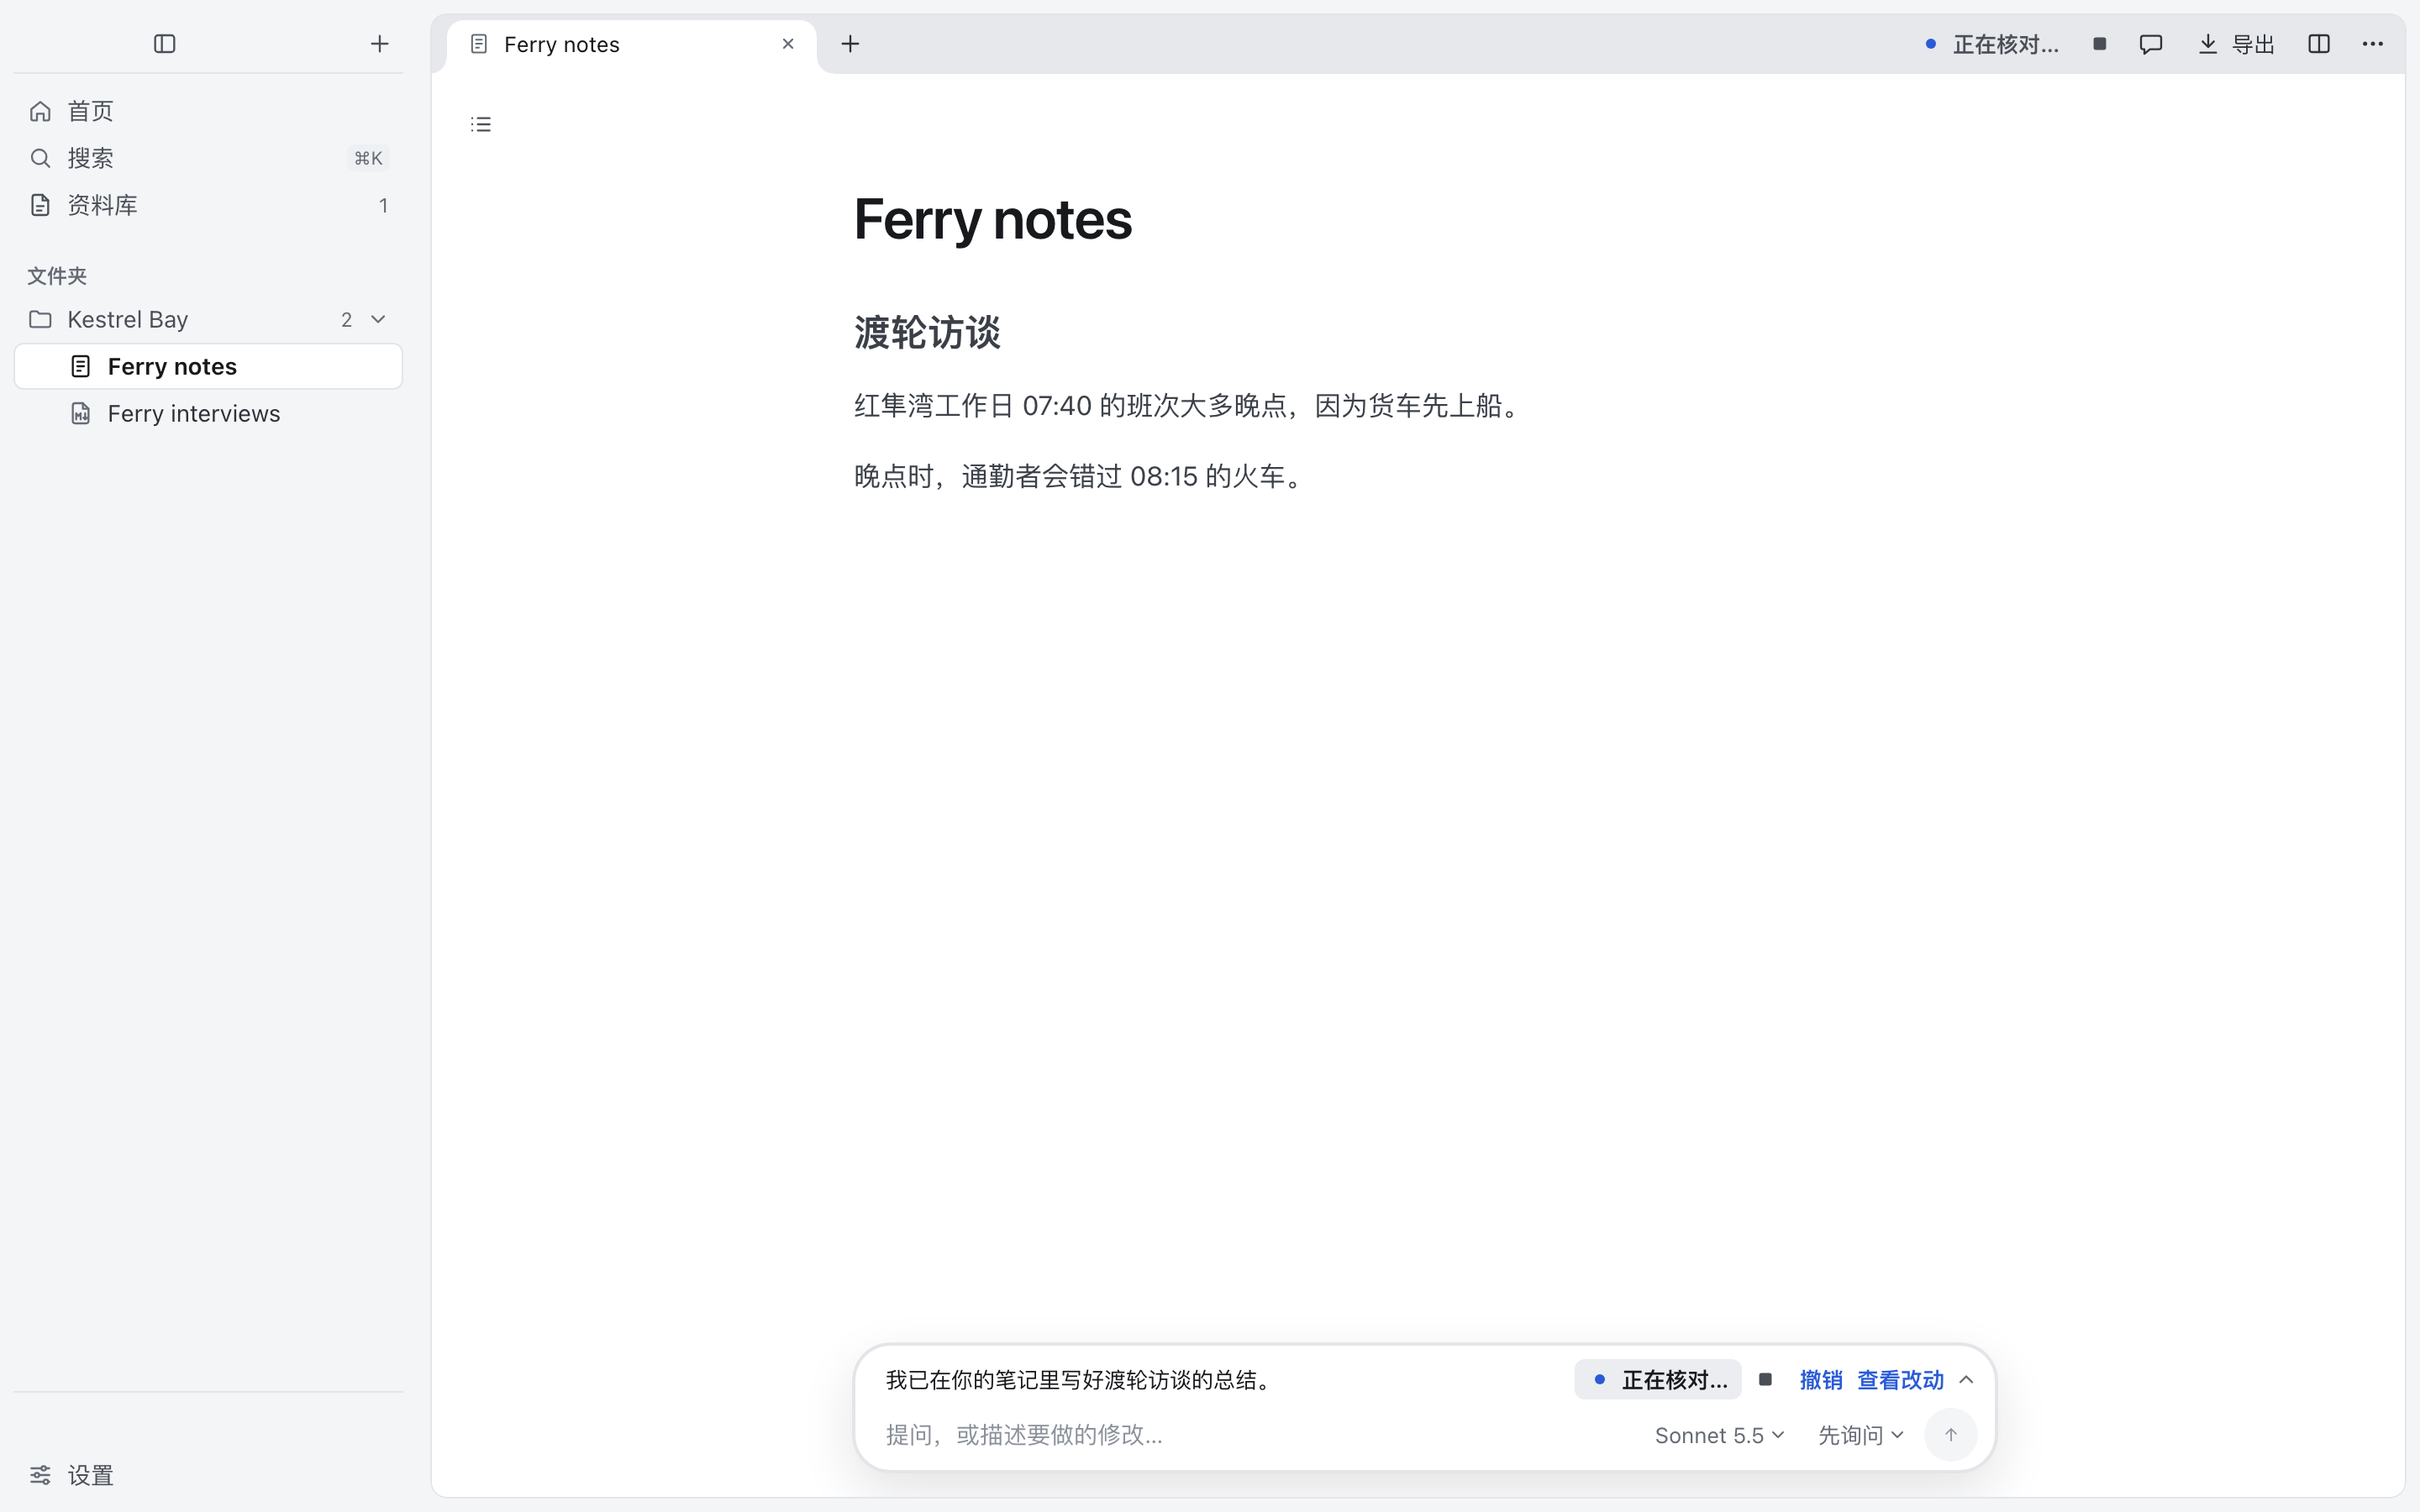 Ferry notes
正在核对...
导出
首页
搜索 ⌘K
资料库 1
文件夹
Kestrel Bay 2
Ferry notes
Ferry interviews
设置
Ferry notes
渡轮访谈
红隼湾工作日 07:40 的班次大多晚点，因为货车先上船。
晚点时，通勤者会错过 08:15 的火车。
我已在你的笔记里写好渡轮访谈的总结。 正在核对... 撤销 查看改动
提问，或描述要做的修改... Sonnet 5.5 先询问